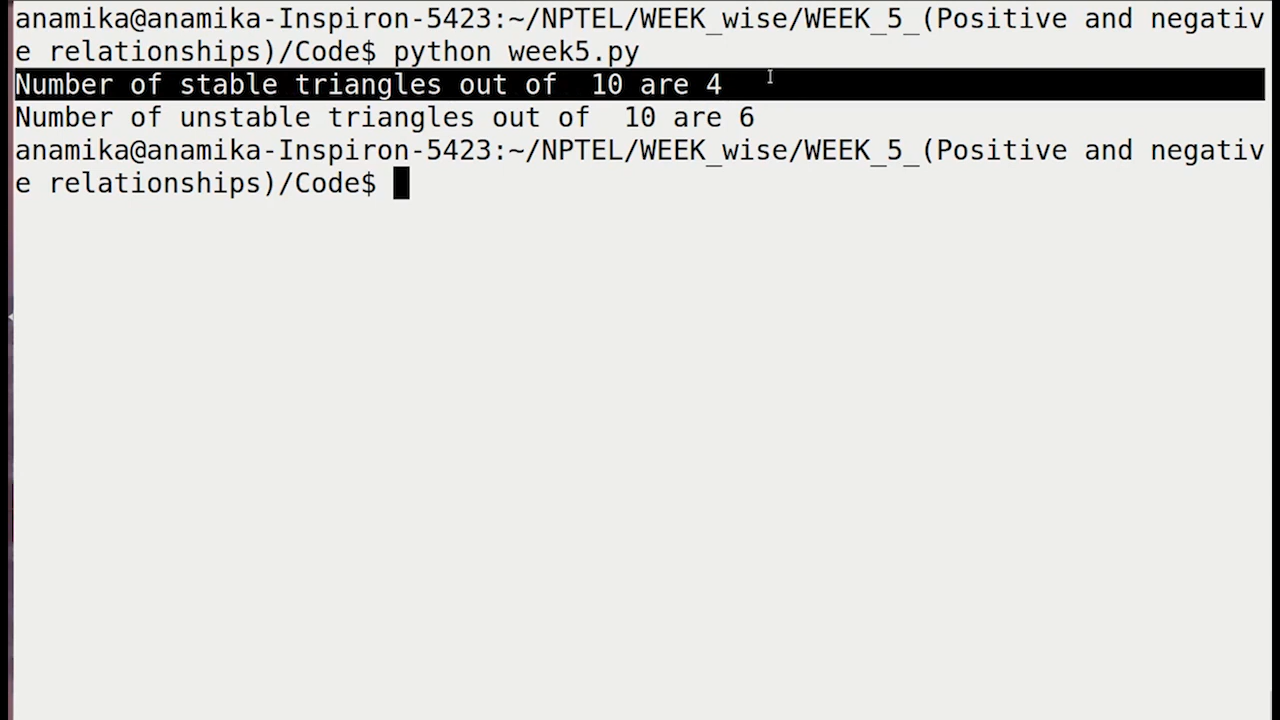 anamika@anamika-Inspiron-5423:~/NPTEL/WEEK_wise/WEEK_5_(Positive and negativ
e relationships)/Code$ python week5.py
Number of stable triangles out of  10 are 4
Number of unstable triangles out of  10 are 6
anamika@anamika-Inspiron-5423:~/NPTEL/WEEK_wise/WEEK_5_(Positive and negativ
e relationships)/Code$